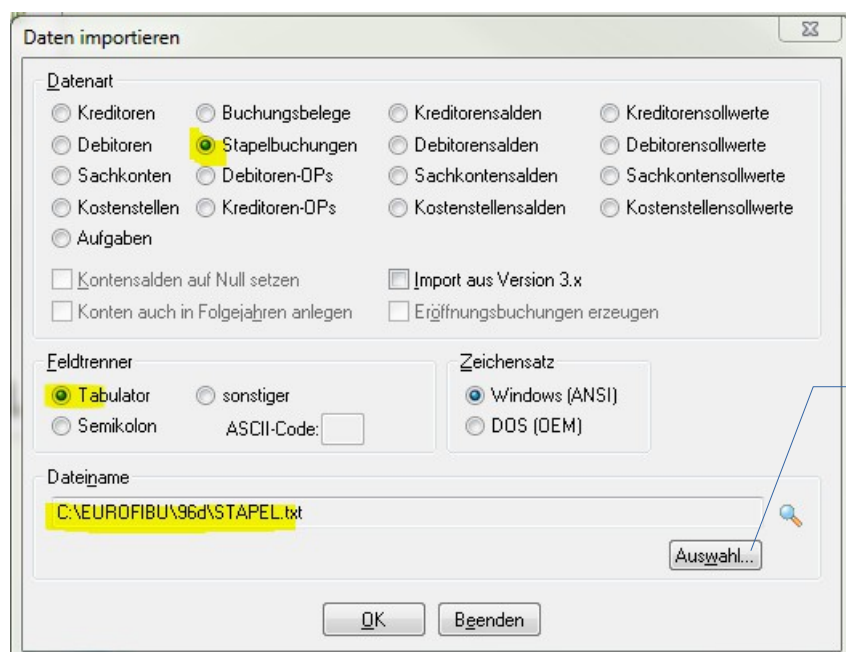 Daten importieren
Datenart
Kreditoren Buchungsbelege Kreditorensalden Kreditorensollwerte
Debitoren Stapelbuchungen Debitorensalden Debitorensollwerte
Sachkonten Debitoren-OPs Sachkontensalden Sachkontensollwerte
Kostenstellen Kreditoren-OPs Kostenstellensalden Kostenstellensollwerte
Aufgaben
Kontensalden auf Null setzen Import aus Version 3.x
Konten auch in Folgejahren anlegen Eröffnungsbuchungen erzeugen
Feldtrenner Zeichensatz
Tabulator sonstiger Windows (ANSI)
Semikolon ASCII-Code: DOS (OEM)
Dateiname
C:\EUROFIBU\96d\STAPEL.txt
Auswahl...
OK Beenden